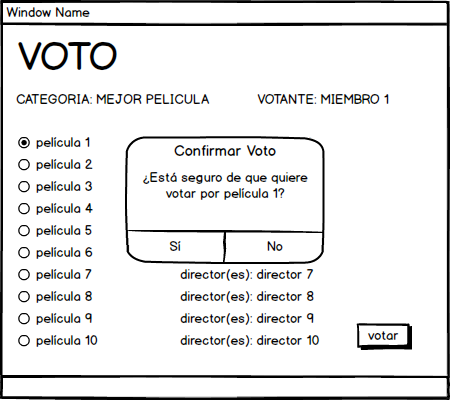 Window Name
VOTO
CATEGORIA: MEJOR PELICULA VOTANTE: MIEMBRO 1
película 1
película 2
película 3
película 4
película 5
película 6
Confirmar Voto
¿Está seguro de que quiere
votar por película 1?
Sí No
película 7 director(es): director 7
película 8 director(es): director 8
película 9 director(es): director 9
película 10 director(es): director 10
votar